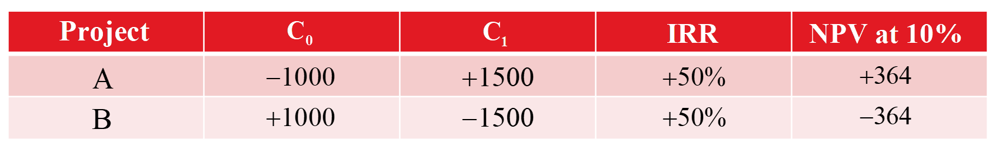 Project C₀ C₁ IRR NPV at 10%
A −1000 +1500 +50% +364
B +1000 −1500 +50% −364